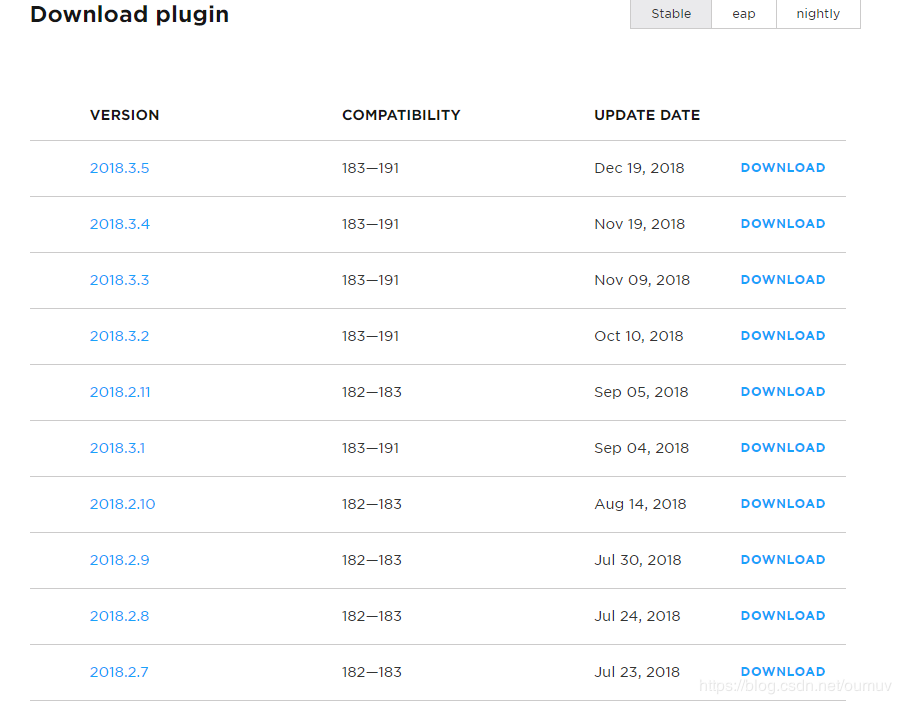 Download plugin
Stable eap nightly
VERSION COMPATIBILITY UPDATE DATE
2018.3.5 183—191 Dec 19, 2018 DOWNLOAD
2018.3.4 183—191 Nov 19, 2018 DOWNLOAD
2018.3.3 183—191 Nov 09, 2018 DOWNLOAD
2018.3.2 183—191 Oct 10, 2018 DOWNLOAD
2018.2.11 182—183 Sep 05, 2018 DOWNLOAD
2018.3.1 183—191 Sep 04, 2018 DOWNLOAD
2018.2.10 182—183 Aug 14, 2018 DOWNLOAD
2018.2.9 182—183 Jul 30, 2018 DOWNLOAD
2018.2.8 182—183 Jul 24, 2018 DOWNLOAD
2018.2.7 182—183 Jul 23, 2018 DOWNLOAD
https://blog.csdn.net/oumuv